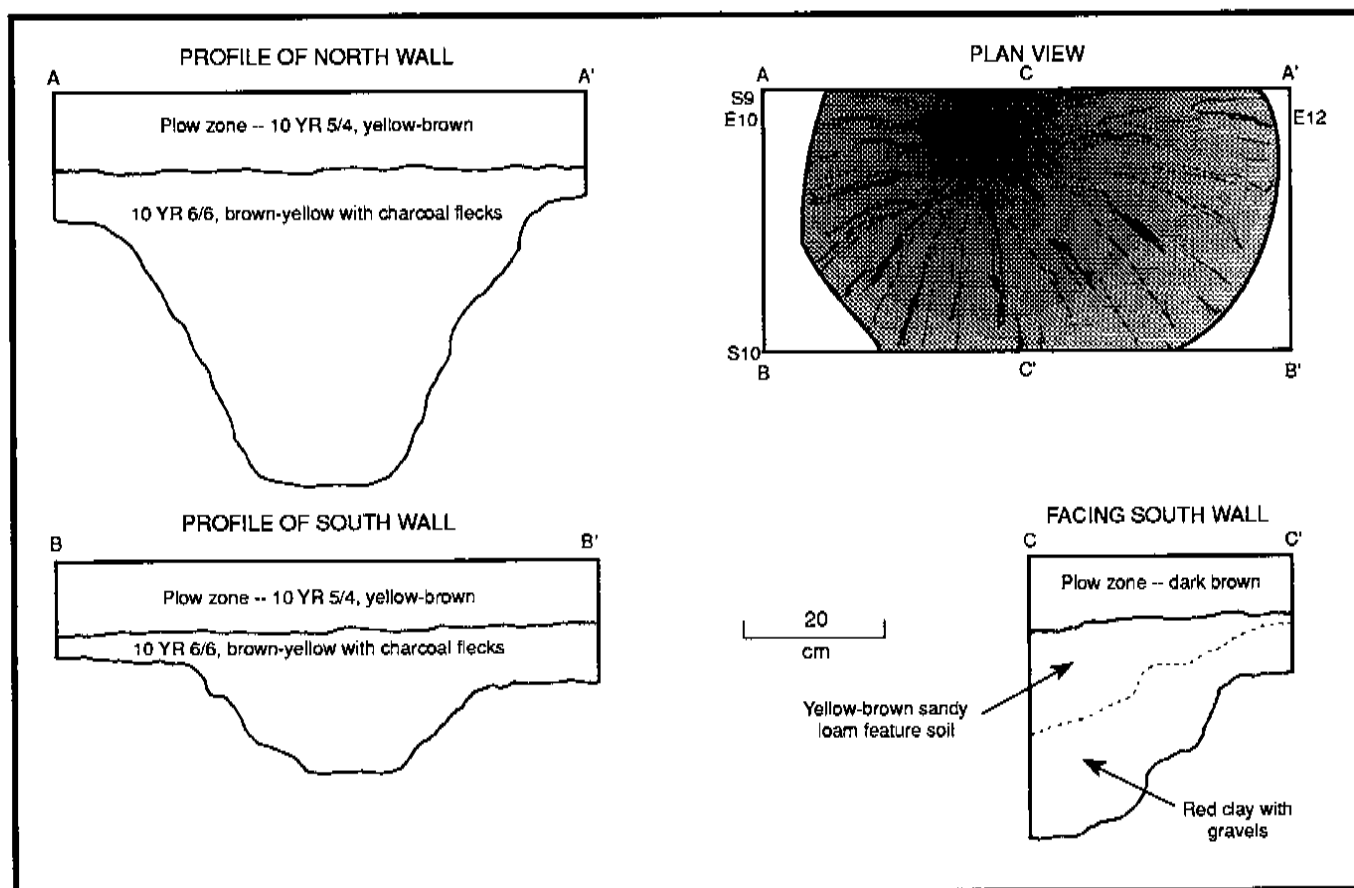 PROFILE OF NORTH WALL
A A'
Plow zone -- 10 YR 5/4, yellow-brown
10 YR 6/6, brown-yellow with charcoal flecks
PLAN VIEW
A C A'
S9
E10 E12
S10
B C' B'
PROFILE OF SOUTH WALL
B B'
Plow zone -- 10 YR 5/4, yellow-brown
10 YR 6/6, brown-yellow with charcoal flecks
20
cm
FACING SOUTH WALL
C C'
Plow zone -- dark brown
Yellow-brown sandy
loam feature soil
Red clay with
gravels